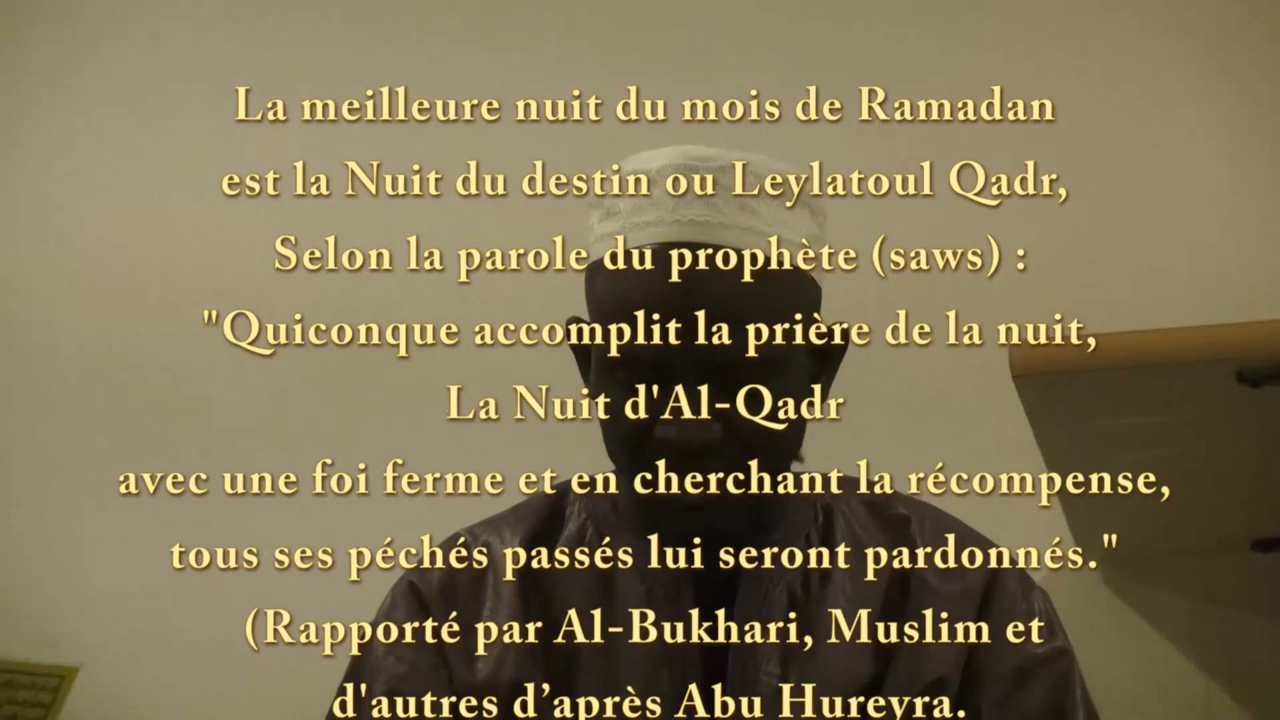 La meilleure nuit du mois de Ramadan
est la Nuit du destin ou Leylatoul Qadr,
Selon la parole du prophète (saws) :
"Quiconque accomplit la prière de la nuit,
La Nuit d'Al-Qadr
avec une foi ferme et en cherchant la récompense,
tous ses péchés passés lui seront pardonnés."
(Rapporté par Al-Bukhari, Muslim et
d'autres d’après Abu Hureyra.